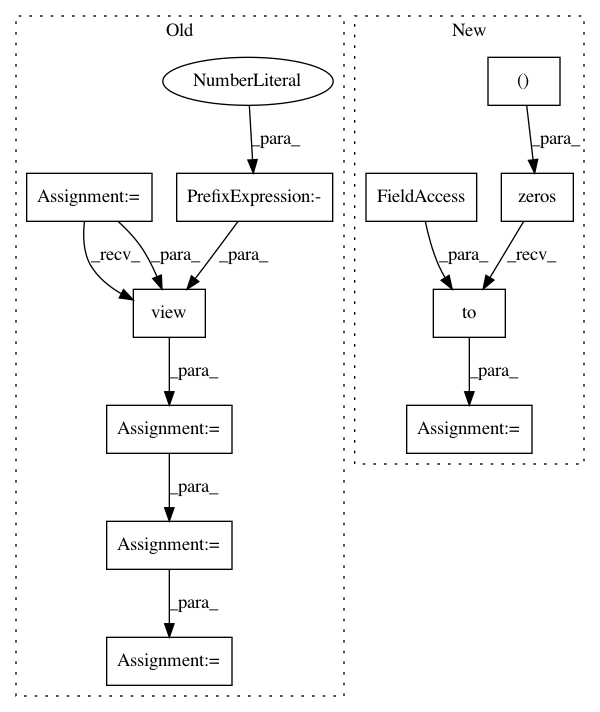 Old
New
NumberLiteral
()
_para_
_para_
Assignment:=
PrefixExpression:-
FieldAccess
zeros
_recv_
_para_
_para_
_para_
_recv_
view
to
_para_
_para_
Assignment:=
Assignment:=
_para_
Assignment:=
_para_
Assignment:=